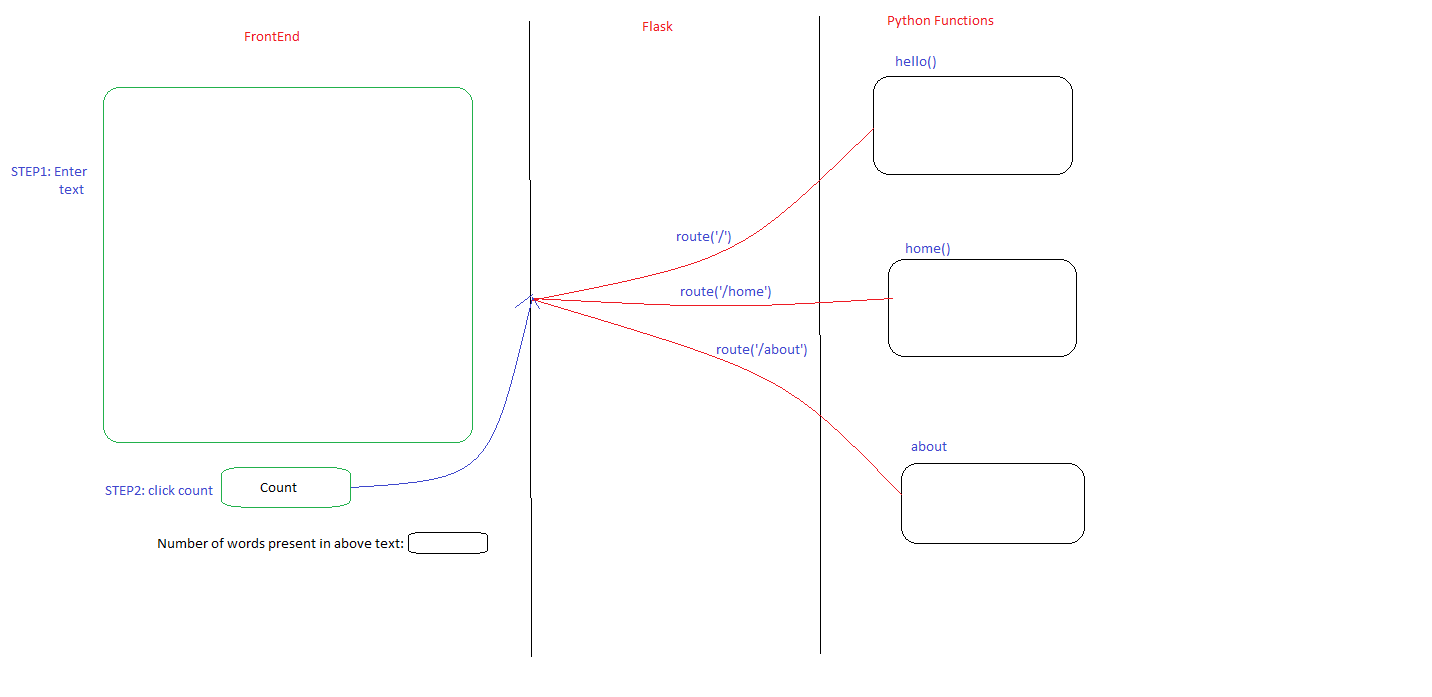 FrontEnd
Flask
Python Functions
hello()
STEP1: Enter
text
route('/')
home()
route('/home')
route('/about')
about
STEP2: click count
Count
Number of words present in above text: